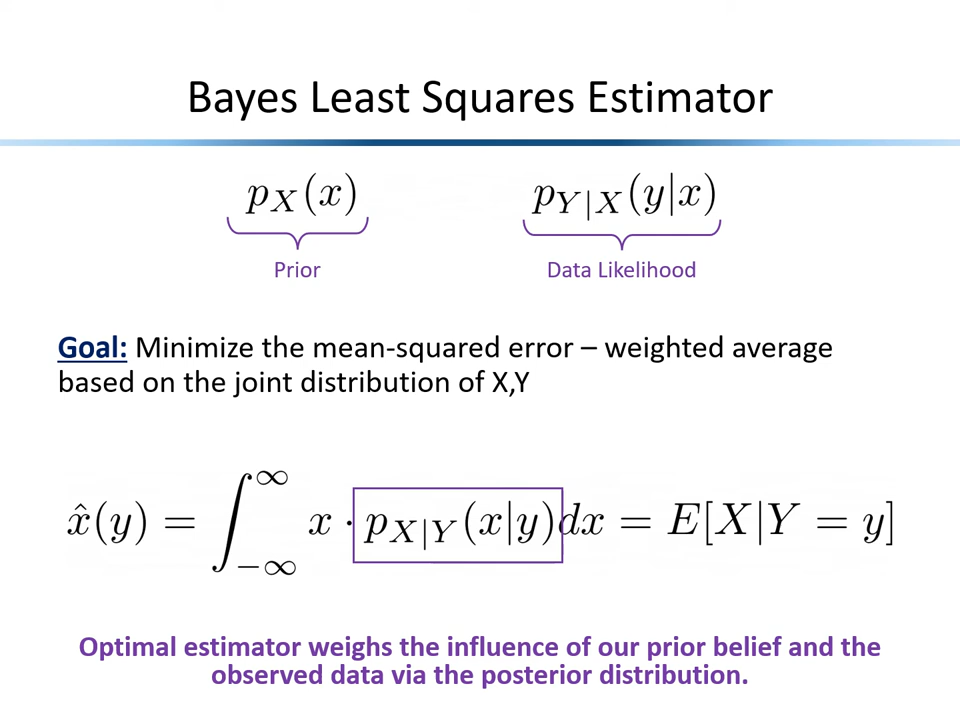 Bayes Least Squares Estimator
p_X(x) p_{Y|X}(y|x)
Prior Data Likelihood
Goal: Minimize the mean-squared error – weighted average
based on the joint distribution of X,Y
x̂(y) = ∫_{−∞}^{∞} x · p_{X|Y}(x|y)dx = E[X|Y = y]
Optimal estimator weighs the influence of our prior belief and the
observed data via the posterior distribution.